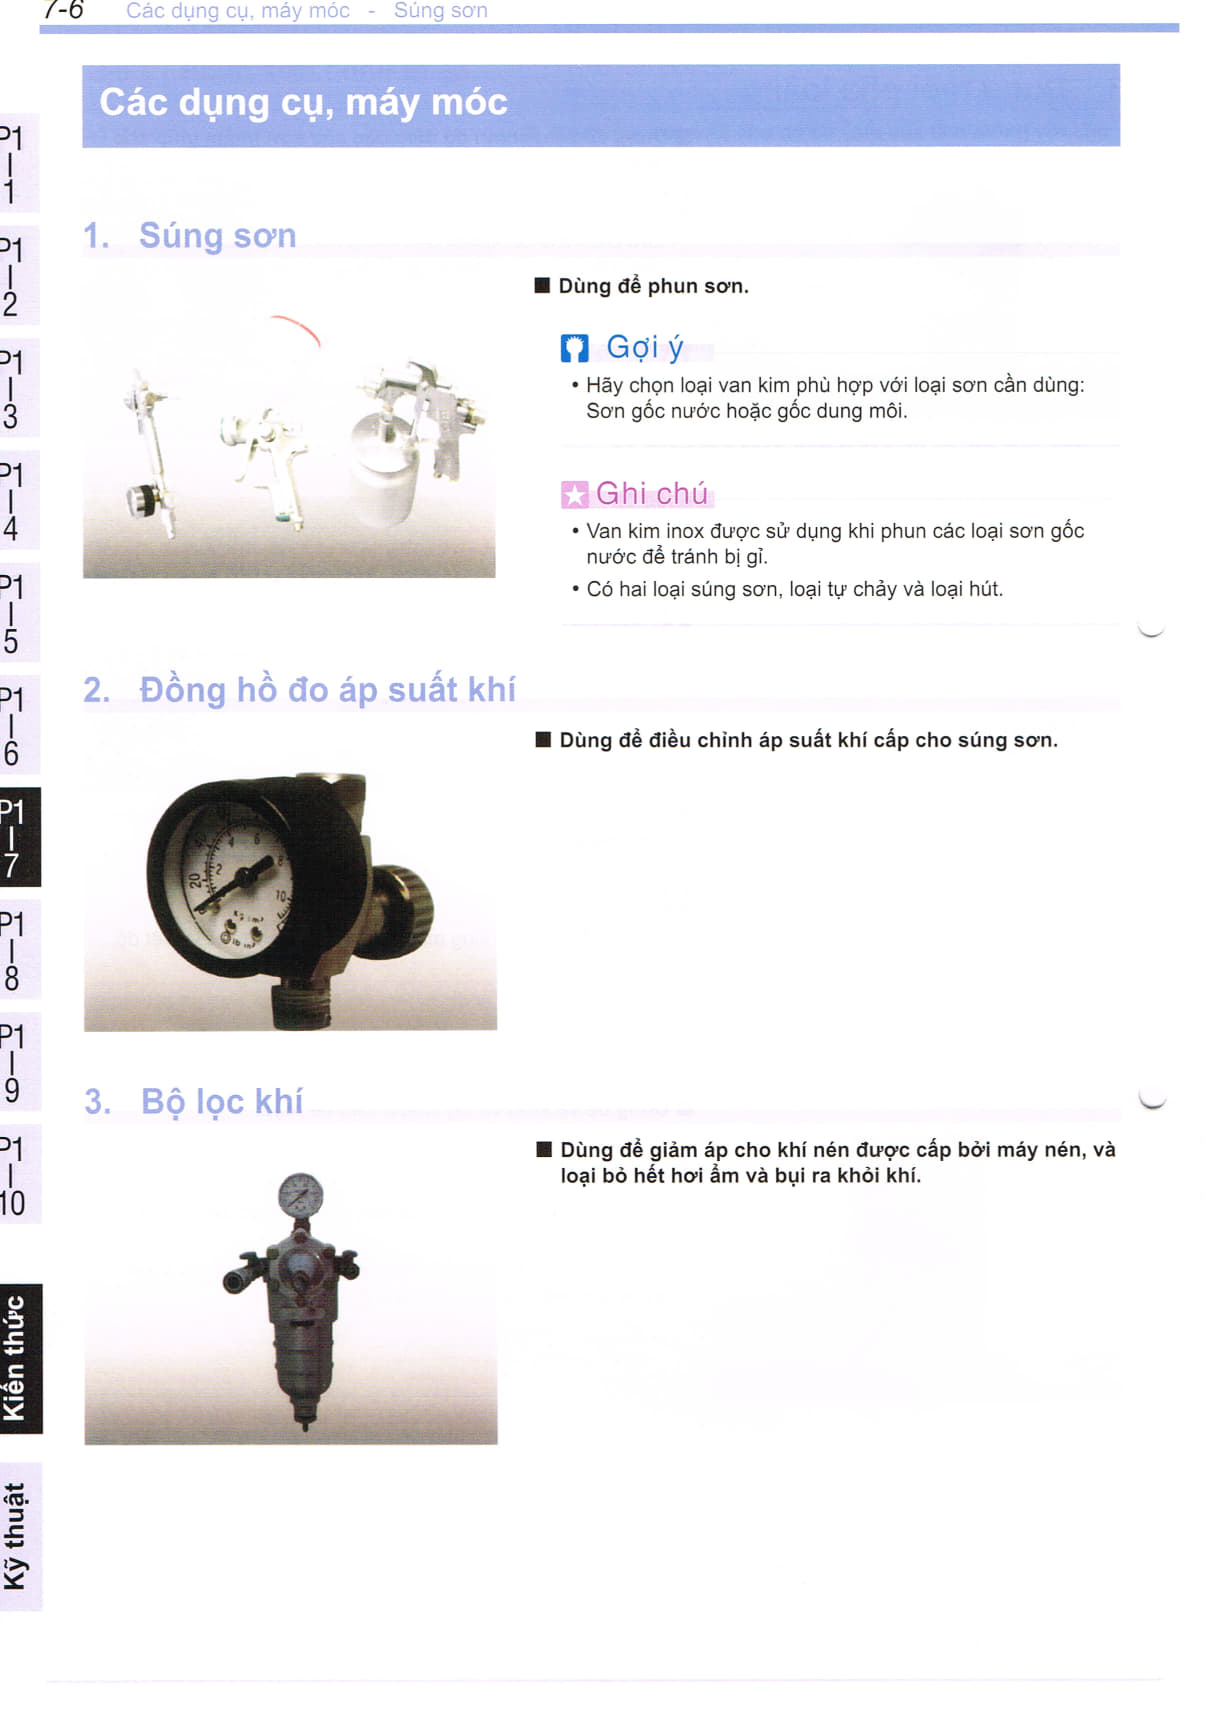 7-6 Các dụng cụ, máy móc - Súng sơn
Các dụng cụ, máy móc
1. Súng sơn
■ Dùng để phun sơn.
Gợi ý
• Hãy chọn loại van kim phù hợp với loại sơn cần dùng:
Sơn gốc nước hoặc gốc dung môi.
Ghi chú
• Van kim inox được sử dụng khi phun các loại sơn gốc
nước để tránh bị gỉ.
• Có hai loại súng sơn, loại tự chảy và loại hút.
2. Đồng hồ đo áp suất khí
■ Dùng để điều chỉnh áp suất khí cấp cho súng sơn.
20
40
2
4
6
8
10
3. Bộ lọc khí
■ Dùng để giảm áp cho khí nén được cấp bởi máy nén, và
loại bỏ hết hơi ẩm và bụi ra khỏi khí.
P1
1
P1
2
P1
3
P1
4
P1
5
P1
6
P1
7
P1
8
P1
9
P1
10
Kiến thức
Kỹ thuật